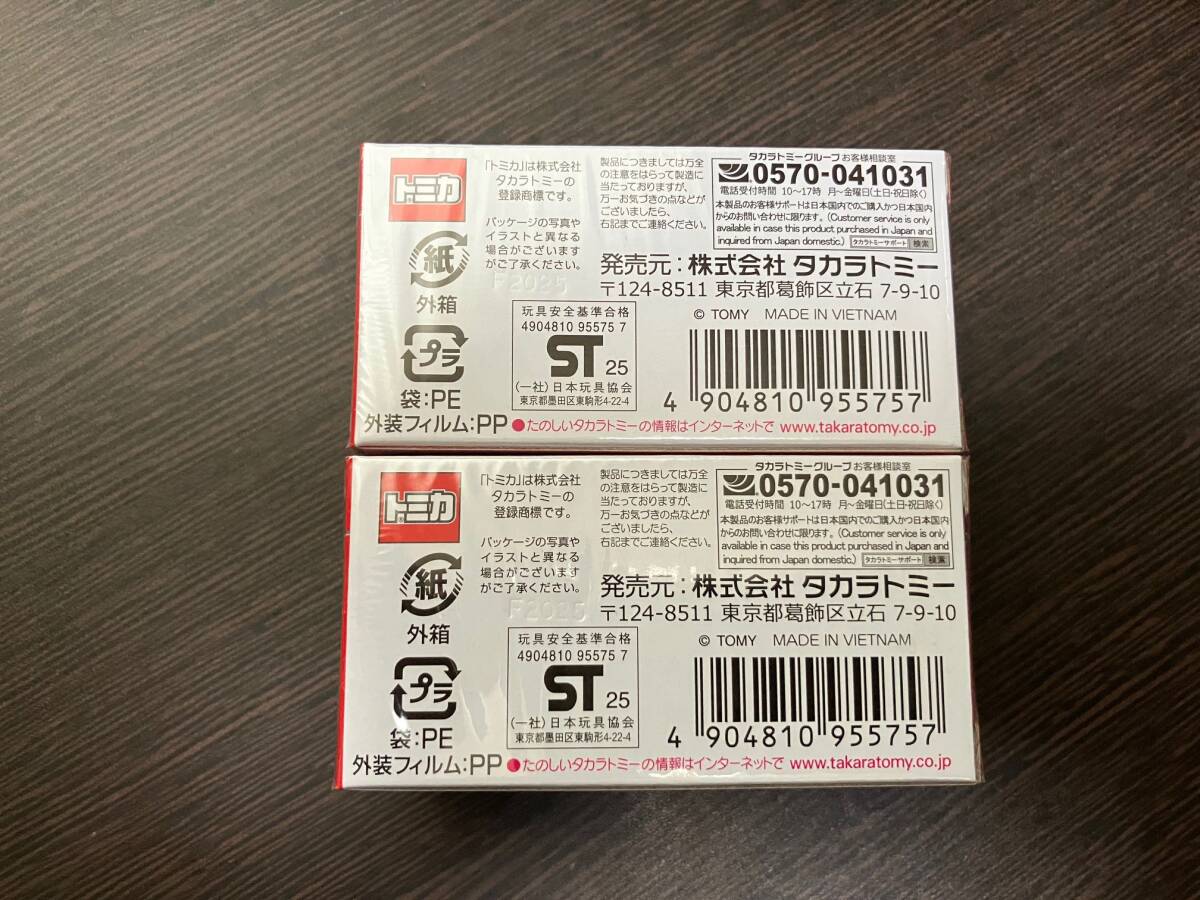 トミカ
「トミカ」は株式会社
タカラトミーの
登録商標です。
パッケージの写真や
イラストと異なる
場合がございます
がご了承ください。
F2025
製品につきましては万全
の注意をはらって製造に
当たっておりますが、
万一お気づきの点などが
ございましたら、
右記までご連絡ください。
タカラトミーグループ お客様相談室
0570-041031
電話受付時間 10〜17時 月〜金曜日(土日・祝日除く)
本製品のお客様サポートは日本国内でのご購入かつ日本国内
からのお問い合わせに限ります。(Customer service is only
available in case this product purchased in Japan and
inquired from Japan domestic.) タカラトミーサポート 検索
発売元:株式会社 タカラトミー
〒124-8511 東京都葛飾区立石 7-9-10
© TOMY MADE IN VIETNAM
紙
外箱
プラ
袋:PE
外装フィルム:PP
玩具安全基準合格
4904810 95575 7
ST 25
(一社)日本玩具協会
東京都墨田区東駒形4-22-4
4 904810 955757
●たのしいタカラトミーの情報はインターネットで www.takaratomy.co.jp
トミカ
「トミカ」は株式会社
タカラトミーの
登録商標です。
パッケージの写真や
イラストと異なる
場合がございます
がご了承ください。
F2025
製品につきましては万全
の注意をはらって製造に
当たっておりますが、
万一お気づきの点などが
ございましたら、
右記までご連絡ください。
タカラトミーグループ お客様相談室
0570-041031
電話受付時間 10〜17時 月〜金曜日(土日・祝日除く)
本製品のお客様サポートは日本国内でのご購入かつ日本国内
からのお問い合わせに限ります。(Customer service is only
available in case this product purchased in Japan and
inquired from Japan domestic.) タカラトミーサポート 検索
発売元:株式会社 タカラトミー
〒124-8511 東京都葛飾区立石 7-9-10
© TOMY MADE IN VIETNAM
紙
外箱
プラ
袋:PE
外装フィルム:PP
玩具安全基準合格
4904810 95575 7
ST 25
(一社)日本玩具協会
東京都墨田区東駒形4-22-4
4 904810 955757
●たのしいタカラトミーの情報はインターネットで www.takaratomy.co.jp